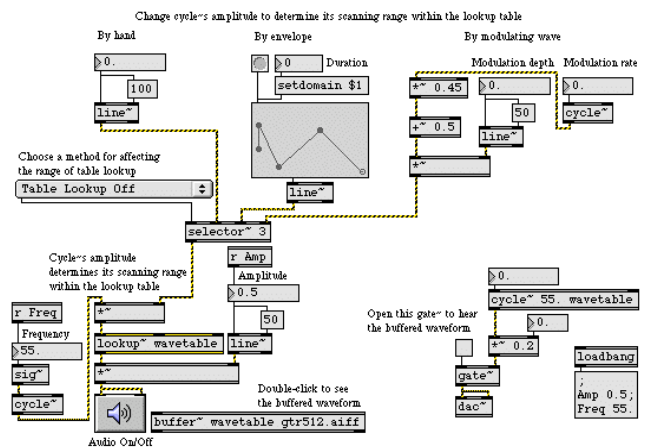 Change cycle~s amplitude to determine its scanning range within the lookup table
By hand
By envelope
By modulating wave
0.
100
line~
0
Duration
setdomain $1
line~
Modulation depth
Modulation rate
*~ 0.45
0.
0.
50
cycle~
+~ 0.5
line~
*~
Choose a method for affecting
the range of table lookup
Table Lookup Off
selector~ 3
Cycle~s amplitude
determines its scanning range
within the lookup table
r Amp
Amplitude
0.5
50
line~
r Freq
Frequency
55.
sig~
cycle~
*~
lookup~ wavetable
*~
Audio On/Off
Double-click to see
the buffered waveform
buffer~ wavetable gtr512.aiff
0.
cycle~ 55. wavetable
Open this gate~ to hear
the buffered waveform
0.
*~ 0.2
gate~
dac~
loadbang
;
Amp 0.5;
Freq 55.